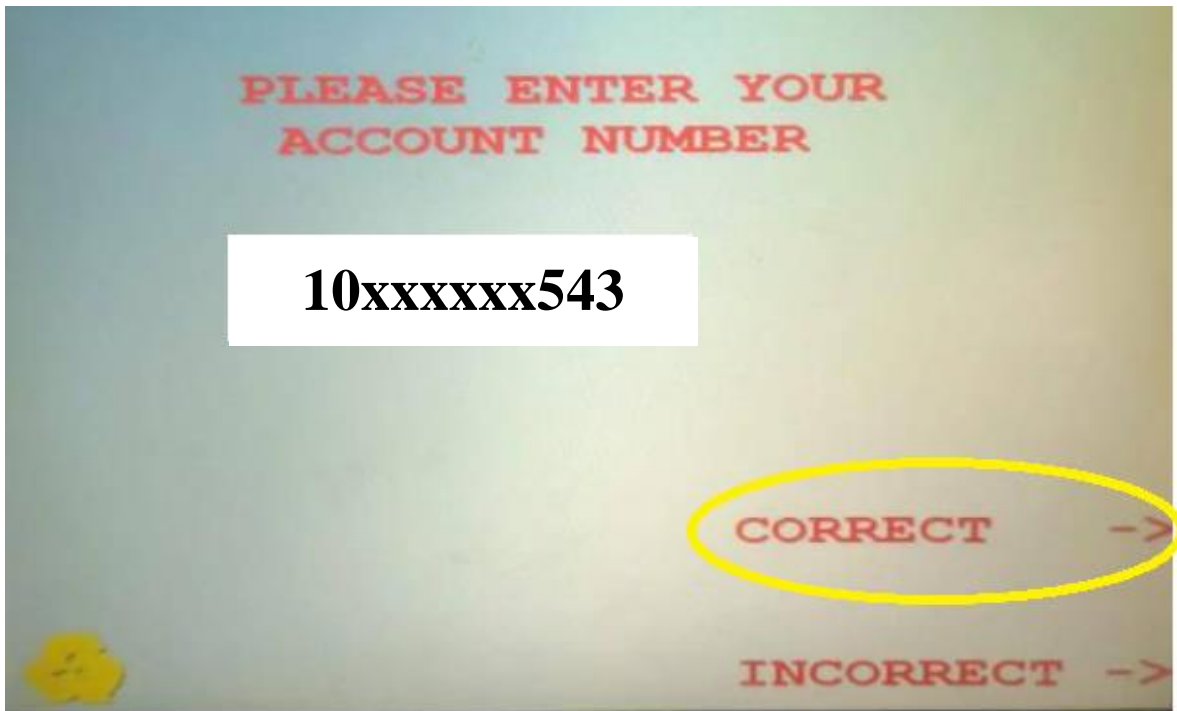 PLEASE ENTER YOUR
ACCOUNT NUMBER
10xxxxxx543
CORRECT ->
INCORRECT ->